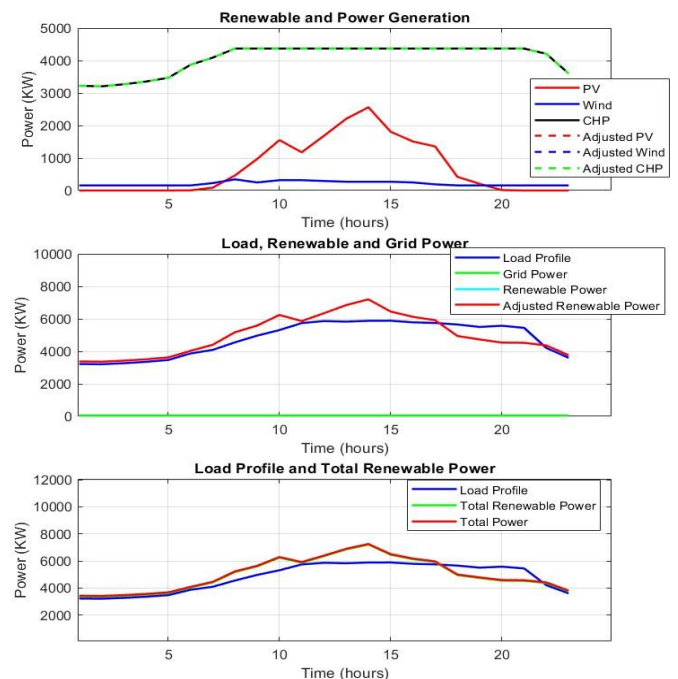 Renewable and Power Generation
5000
4000
3000
2000
1000
0
Power (KW)
PV
Wind
CHP
Adjusted PV
Adjusted Wind
Adjusted CHP
5
10
15
20
Time (hours)
Load, Renewable and Grid Power
10000
8000
6000
4000
2000
0
Power (KW)
Load Profile
Grid Power
Renewable Power
Adjusted Renewable Power
5
10
15
20
Time (hours)
Load Profile and Total Renewable Power
12000
10000
8000
6000
4000
2000
Power (KW)
Load Profile
Total Renewable Power
Total Power
5
10
15
20
Time (hours)